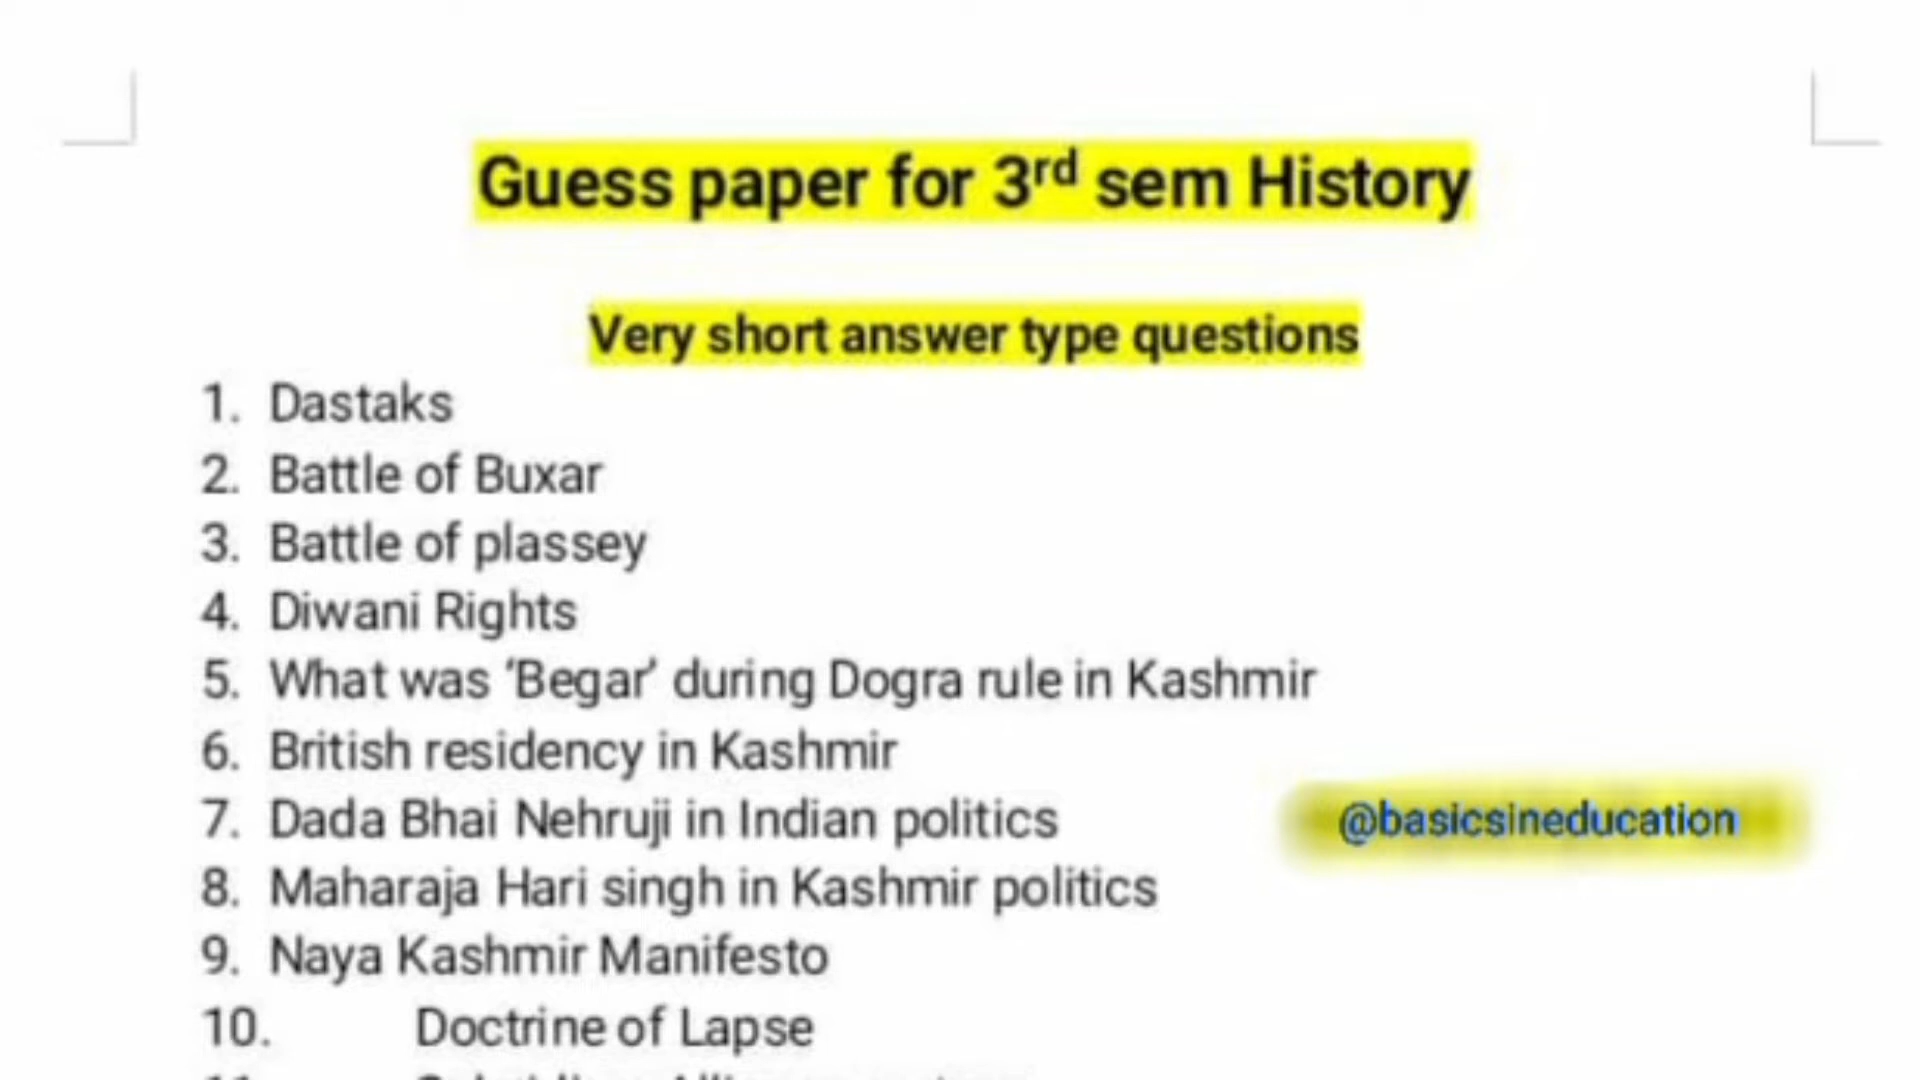 Guess paper for 3rd sem History
Very short answer type questions
1. Dastaks
2. Battle of Buxar
3. Battle of plassey
4. Diwani Rights
5. What was ‘Begar’ during Dogra rule in Kashmir
6. British residency in Kashmir
7. Dada Bhai Nehruji in Indian politics
@basicsineducation
8. Maharaja Hari singh in Kashmir politics
9. Naya Kashmir Manifesto
10. Doctrine of Lapse